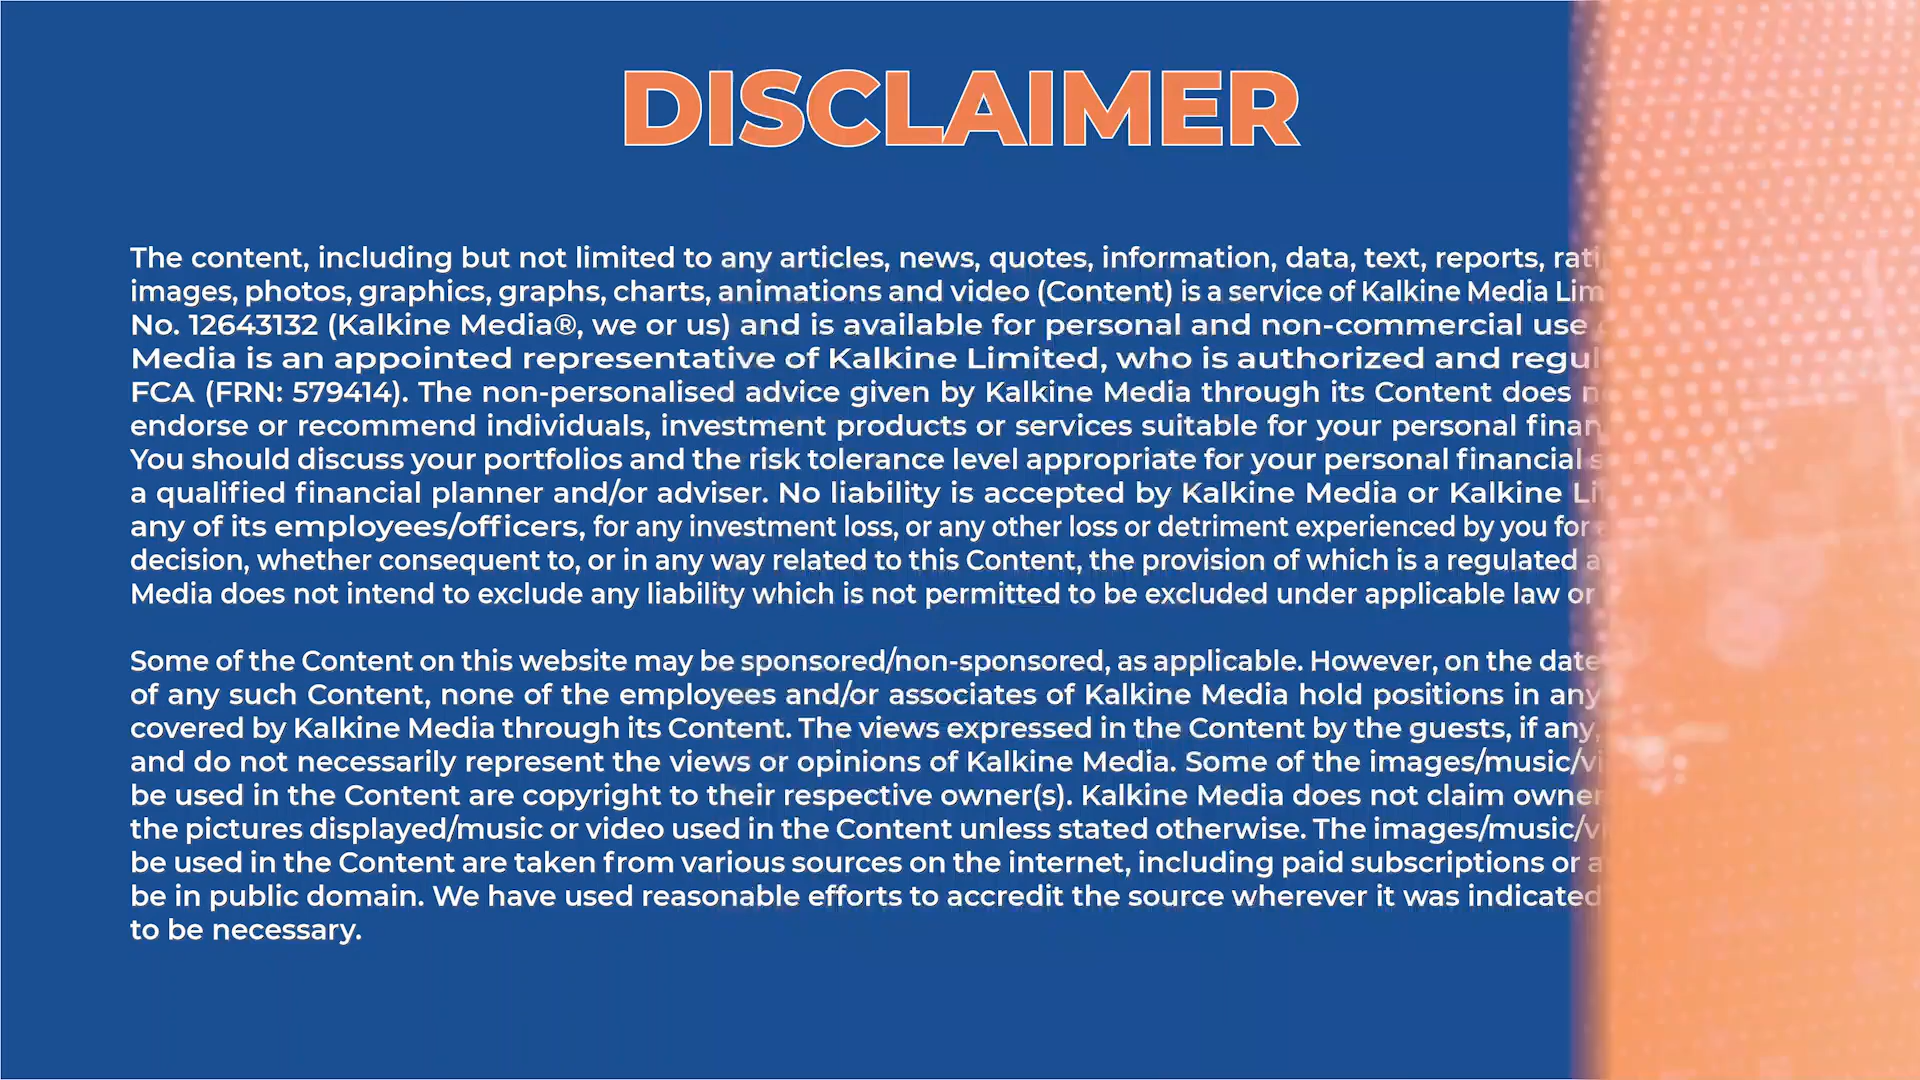 DISCLAIMER
The content, including but not limited to any articles, news, quotes, information, data, text, reports,
images, photos, graphics, graphs, charts, animations and video (Content) is a service of Kalkine Media
No. 12643132 (Kalkine Media®, we or us) and is available for personal and non-commercial use
Media is an appointed representative of Kalkine Limited, who is authorized and
FCA (FRN: 579414). The non-personalised advice given by Kalkine Media through its Content does
endorse or recommend individuals, investment products or services suitable for your personal
You should discuss your portfolios and the risk tolerance level appropriate for your personal financial
a qualified financial planner and/or adviser. No liability is accepted by Kalkine Media or Kalkine
any of its employees/officers, for any investment loss, or any other loss or detriment experienced by you for
decision, whether consequent to, or in any way related to this Content, the provision of which is a regulated
Media does not intend to exclude any liability which is not permitted to be excluded under applicable law or
Some of the Content on this website may be sponsored/non-sponsored, as applicable. However, on the date
of any such Content, none of the employees and/or associates of Kalkine Media hold positions in any
covered by Kalkine Media through its Content. The views expressed in the Content by the guests, if any,
and do not necessarily represent the views or opinions of Kalkine Media. Some of the images/music/
be used in the Content are copyright to their respective owner(s). Kalkine Media does not claim
the pictures displayed/music or video used in the Content unless stated otherwise. The images/music/
be used in the Content are taken from various sources on the internet, including paid subscriptions or
be in public domain. We have used reasonable efforts to accredit the source wherever it was indicated
to be necessary.